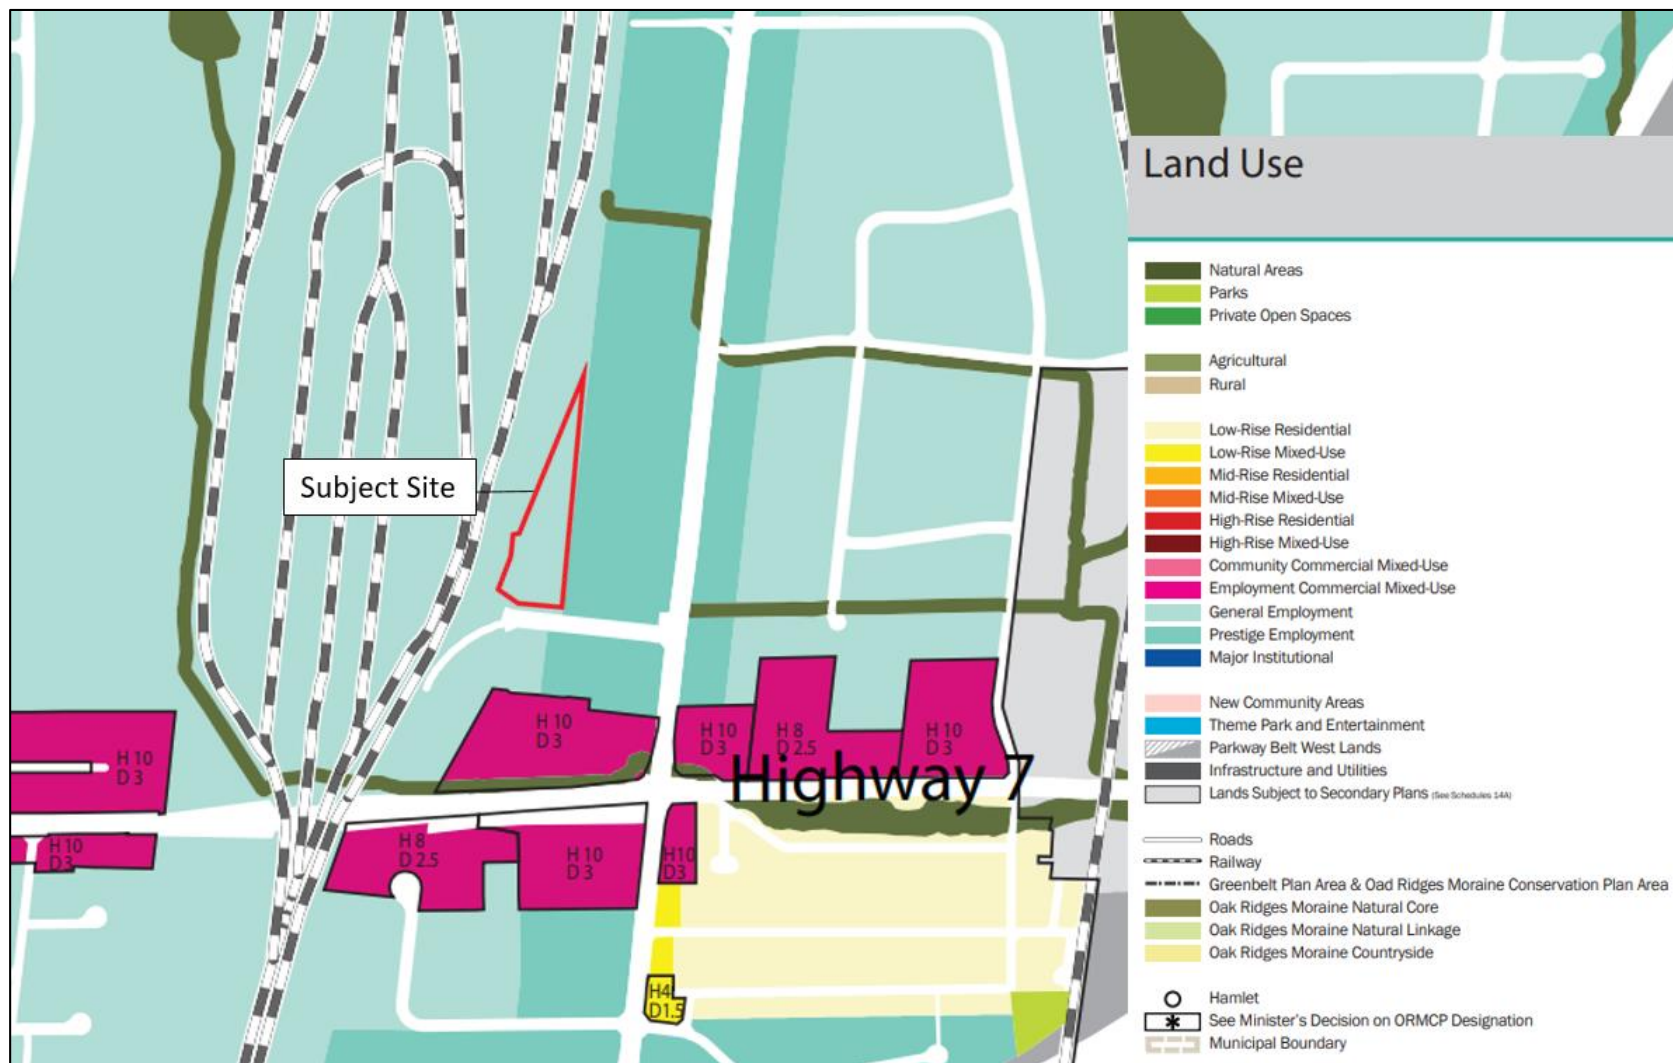 Subject Site
H 10
D 3
H 10
D 3
H 8
D 2.5
H 10
D 3
H 10
D 3
Highway 7
H 10
D 3
H 8
D 2.5
H 10
D 3
H10
D3
H4
D1.5
Land Use
Natural Areas
Parks
Private Open Spaces
Agricultural
Rural
Low-Rise Residential
Low-Rise Mixed-Use
Mid-Rise Residential
Mid-Rise Mixed-Use
High-Rise Residential
High-Rise Mixed-Use
Community Commercial Mixed-Use
Employment Commercial Mixed-Use
General Employment
Prestige Employment
Major Institutional
New Community Areas
Theme Park and Entertainment
Parkway Belt West Lands
Infrastructure and Utilities
Lands Subject to Secondary Plans (See Schedules 14A)
Roads
Railway
Greenbelt Plan Area & Oad Ridges Moraine Conservation Plan Area
Oak Ridges Moraine Natural Core
Oak Ridges Moraine Natural Linkage
Oak Ridges Moraine Countryside
Hamlet
See Minister's Decision on ORMCP Designation
Municipal Boundary